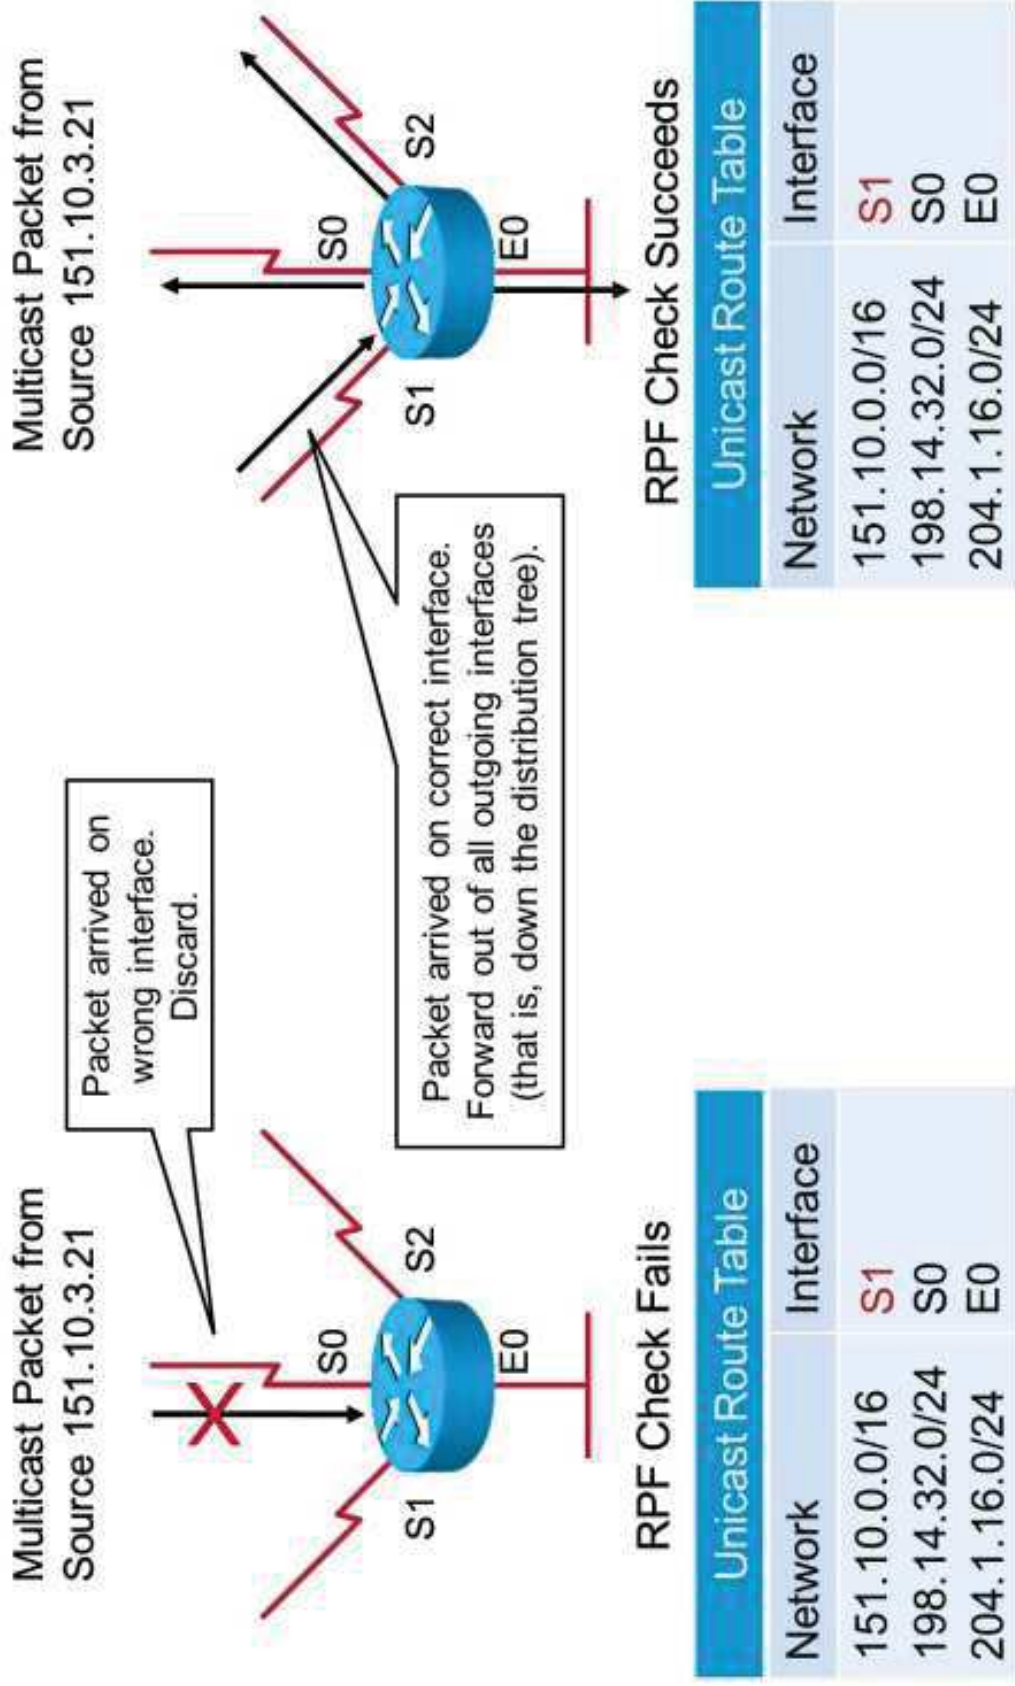 Multicast Packet from
Source 151.10.3.21
Packet arrived on
wrong interface.
Discard.
S0
S1
S2
E0
RPF Check Fails
Unicast Route Table
Network Interface
151.10.0.0/16 S1
198.14.32.0/24 S0
204.1.16.0/24 E0
Multicast Packet from
Source 151.10.3.21
Packet arrived on correct interface.
Forward out of all outgoing interfaces
(that is, down the distribution tree).
S0
S1
S2
E0
RPF Check Succeeds
Unicast Route Table
Network Interface
151.10.0.0/16 S1
198.14.32.0/24 S0
204.1.16.0/24 E0